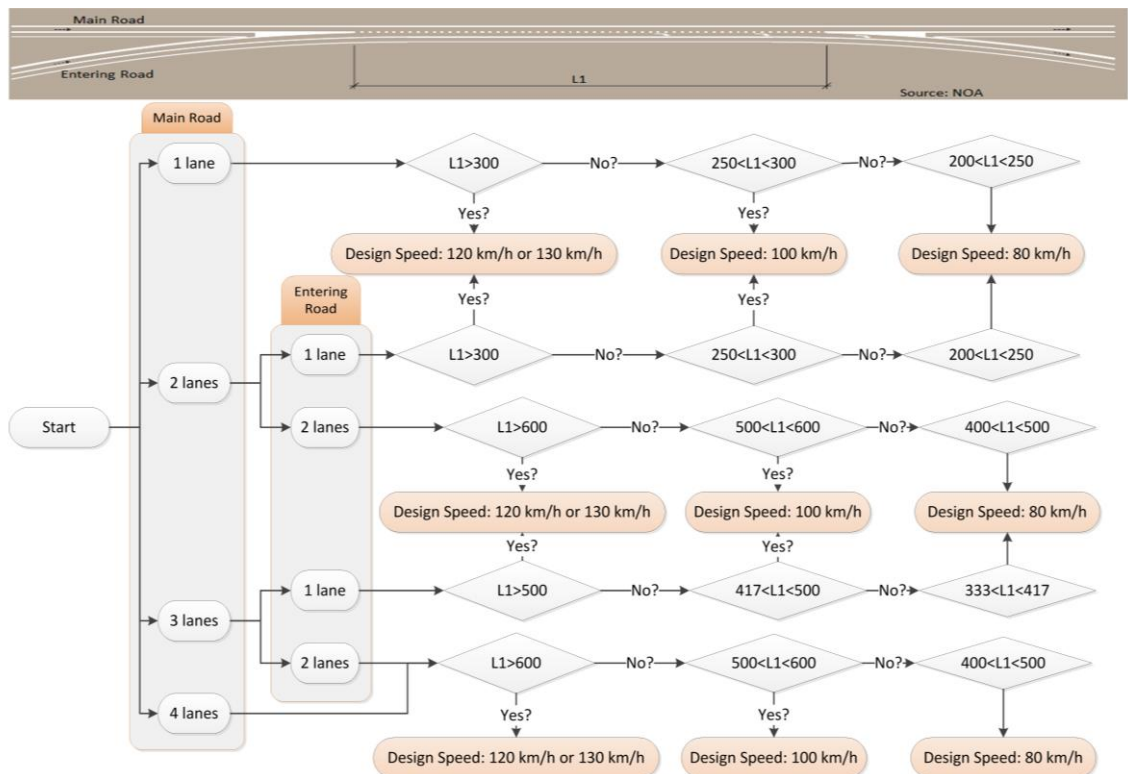 Main Road
Entering Road
L1
Source: NOA
Main Road
1 lane
L1>300
No?
250<L1<300
No?
200<L1<250
Yes?
Yes?
Design Speed: 120 km/h or 130 km/h
Design Speed: 100 km/h
Design Speed: 80 km/h
Entering
Road
Yes?
Yes?
1 lane
L1>300
No?
250<L1<300
No?
200<L1<250
2 lanes
Start
2 lanes
L1>600
No?
500<L1<600
No?
400<L1<500
Yes?
Yes?
Design Speed: 120 km/h or 130 km/h
Design Speed: 100 km/h
Design Speed: 80 km/h
Yes?
Yes?
1 lane
L1>500
No?
417<L1<500
No?
333<L1<417
3 lanes
2 lanes
L1>600
No?
500<L1<600
No?
400<L1<500
4 lanes
Yes?
Yes?
Design Speed: 120 km/h or 130 km/h
Design Speed: 100 km/h
Design Speed: 80 km/h